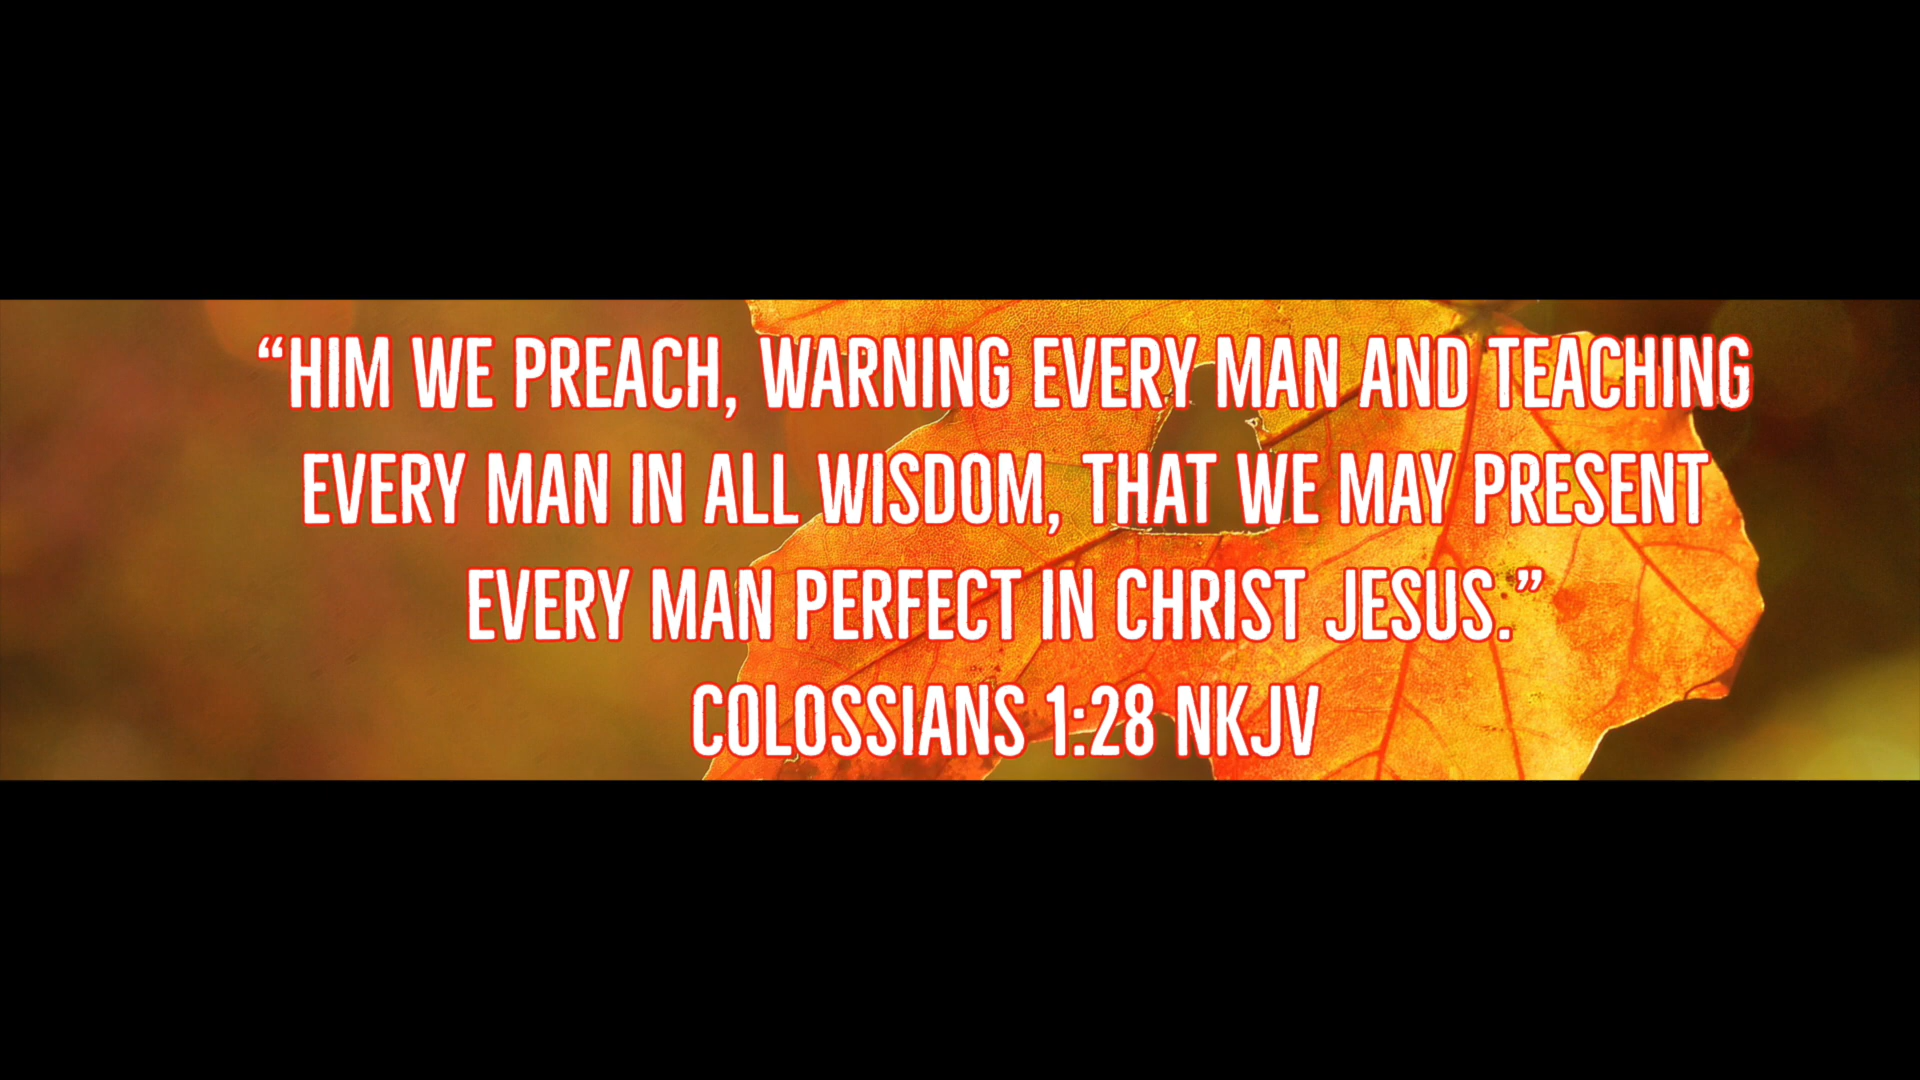 “HIM WE PREACH, WARNING EVERY MAN AND TEACHING
EVERY MAN IN ALL WISDOM, THAT WE MAY PRESENT
EVERY MAN PERFECT IN CHRIST JESUS.”
COLOSSIANS 1:28 NKJV